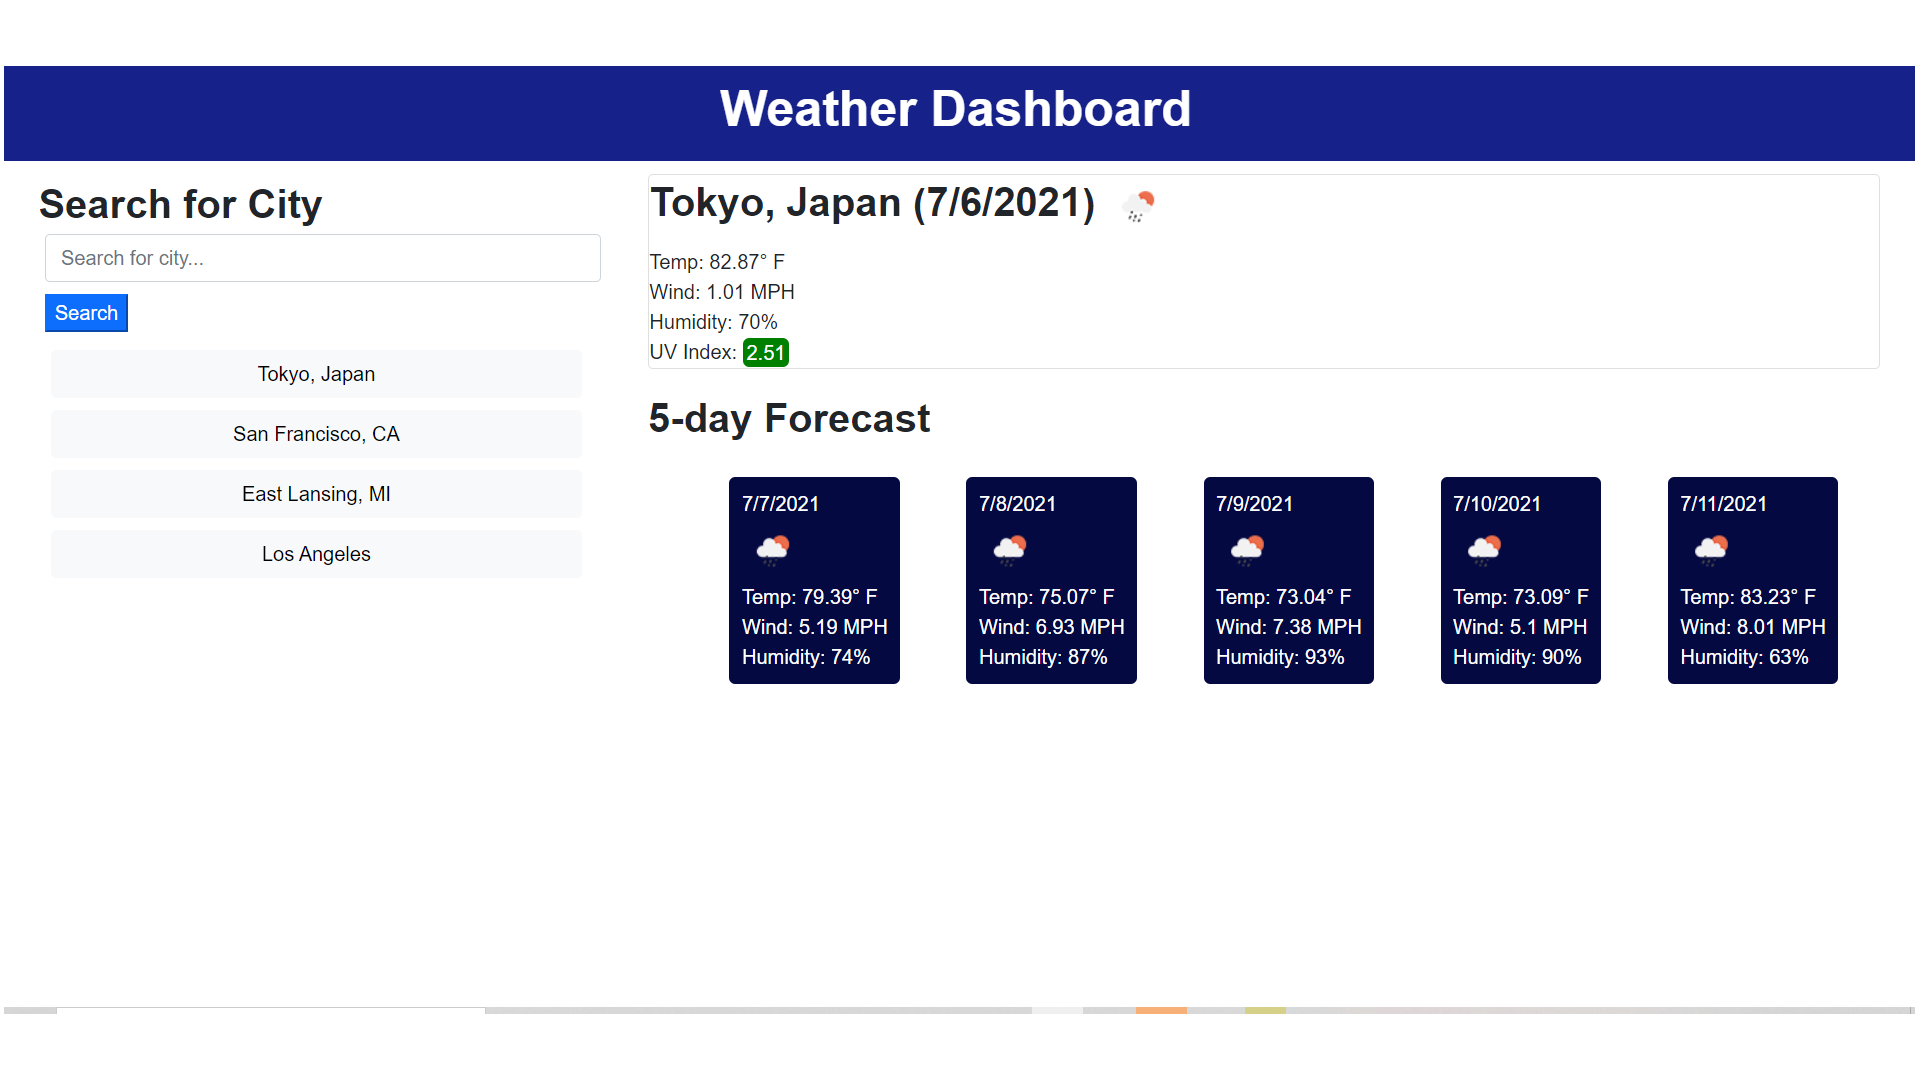 Weather Dashboard
Search for City
Search for city...
Search
Tokyo, Japan
San Francisco, CA
East Lansing, MI
Los Angeles
Tokyo, Japan (7/6/2021)
Temp: 82.87° F
Wind: 1.01 MPH
Humidity: 70%
UV Index: 2.51
5-day Forecast
7/7/2021
Temp: 79.39° F
Wind: 5.19 MPH
Humidity: 74%
7/8/2021
Temp: 75.07° F
Wind: 6.93 MPH
Humidity: 87%
7/9/2021
Temp: 73.04° F
Wind: 7.38 MPH
Humidity: 93%
7/10/2021
Temp: 73.09° F
Wind: 5.1 MPH
Humidity: 90%
7/11/2021
Temp: 83.23° F
Wind: 8.01 MPH
Humidity: 63%